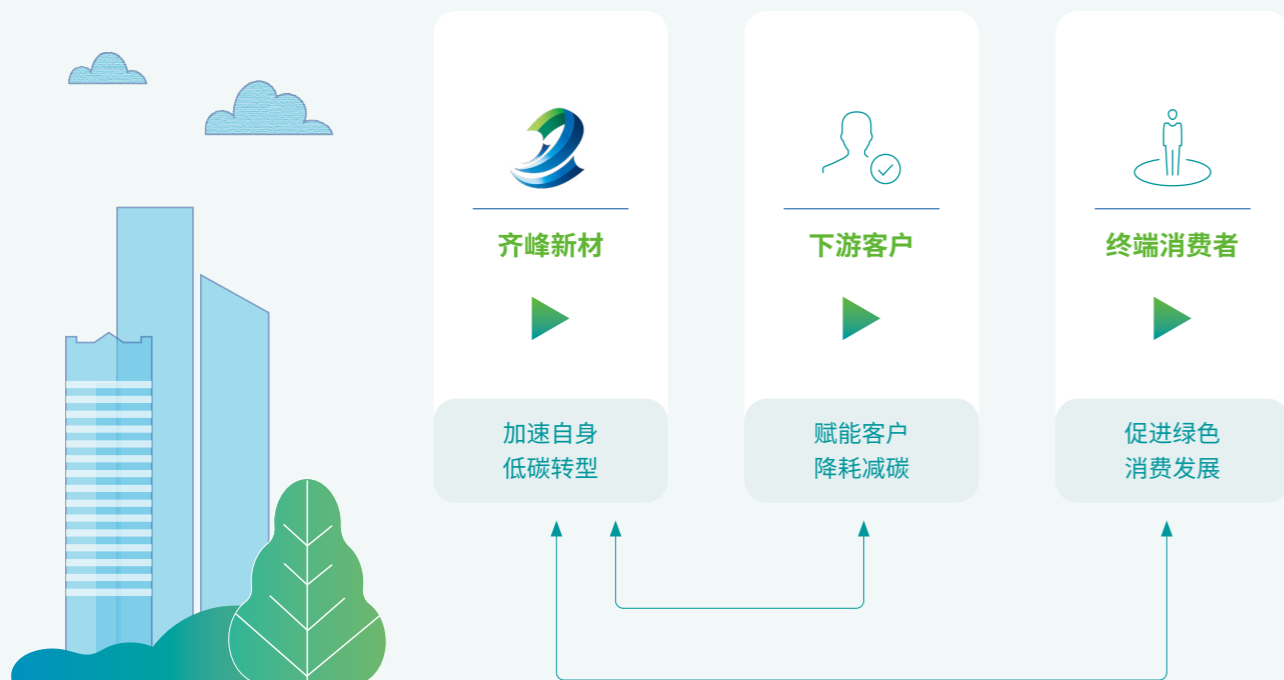 齐峰新材
下游客户
终端消费者
加速自身
低碳转型
赋能客户
降耗减碳
促进绿色
消费发展